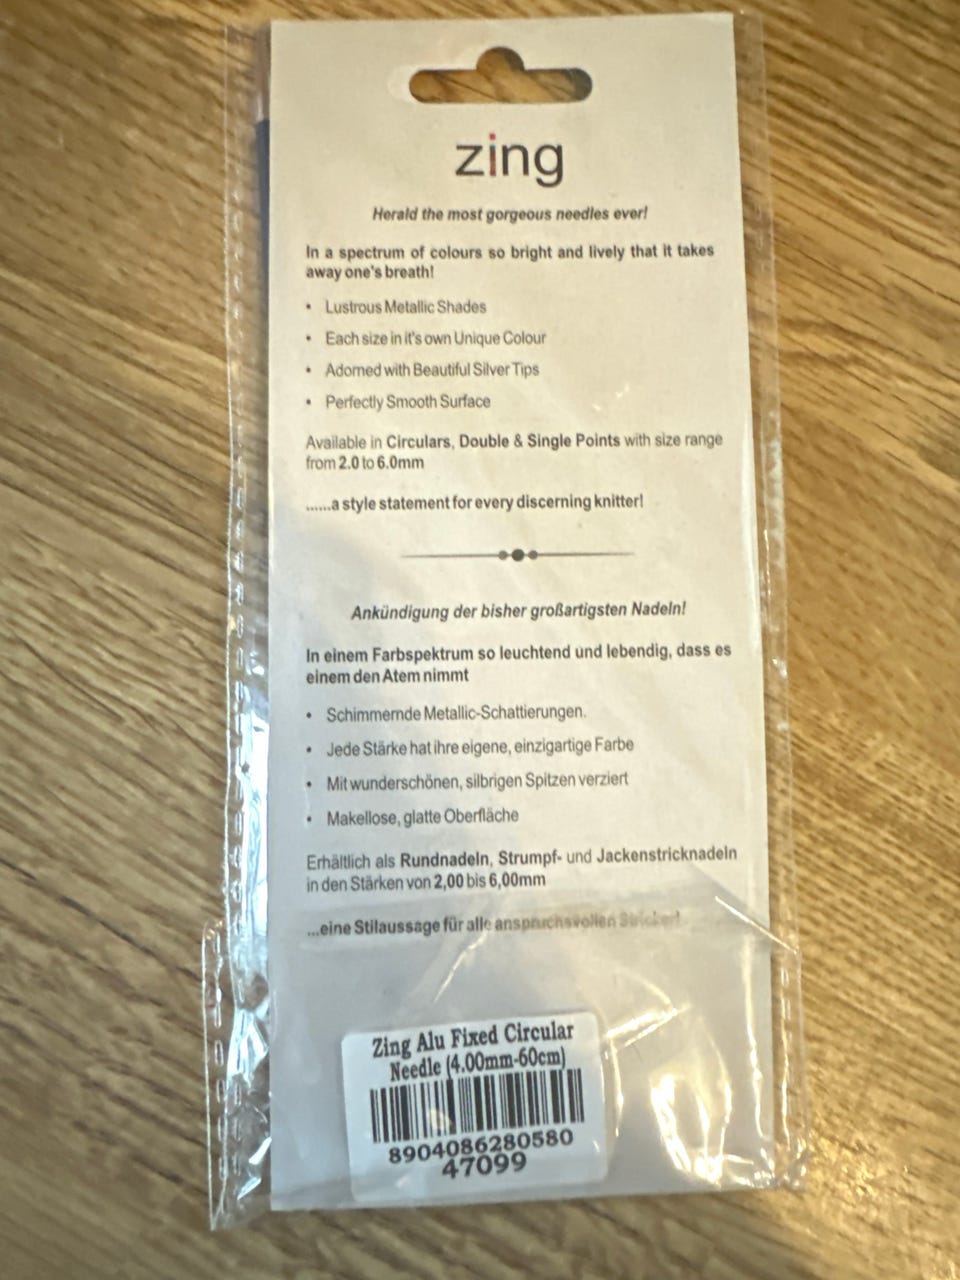 zing
Herald the most gorgeous needles ever!
In a spectrum of colours so bright and lively that it takes
away one's breath!
• Lustrous Metallic Shades
• Each size in it's own Unique Colour
• Adorned with Beautiful Silver Tips
• Perfectly Smooth Surface
Available in Circulars, Double & Single Points with size range
from 2.0 to 6.0mm
......a style statement for every discerning knitter!
Ankündigung der bisher großartigsten Nadeln!
In einem Farbspektrum so leuchtend und lebendig, dass es
einem den Atem nimmt
• Schimmernde Metallic-Schattierungen.
• Jede Stärke hat ihre eigene, einzigartige Farbe
• Mit wunderschönen, silbrigen Spitzen verziert
• Makellose, glatte Oberfläche
Erhältlich als Rundnadeln, Strumpf- und Jackenstricknadeln
in den Stärken von 2,00 bis 6,00mm
...eine Stilaussage für alle anspruchsvollen Stricker!
Zing Alu Fixed Circular
Needle (4.00mm-60cm)
8904086280580
47099